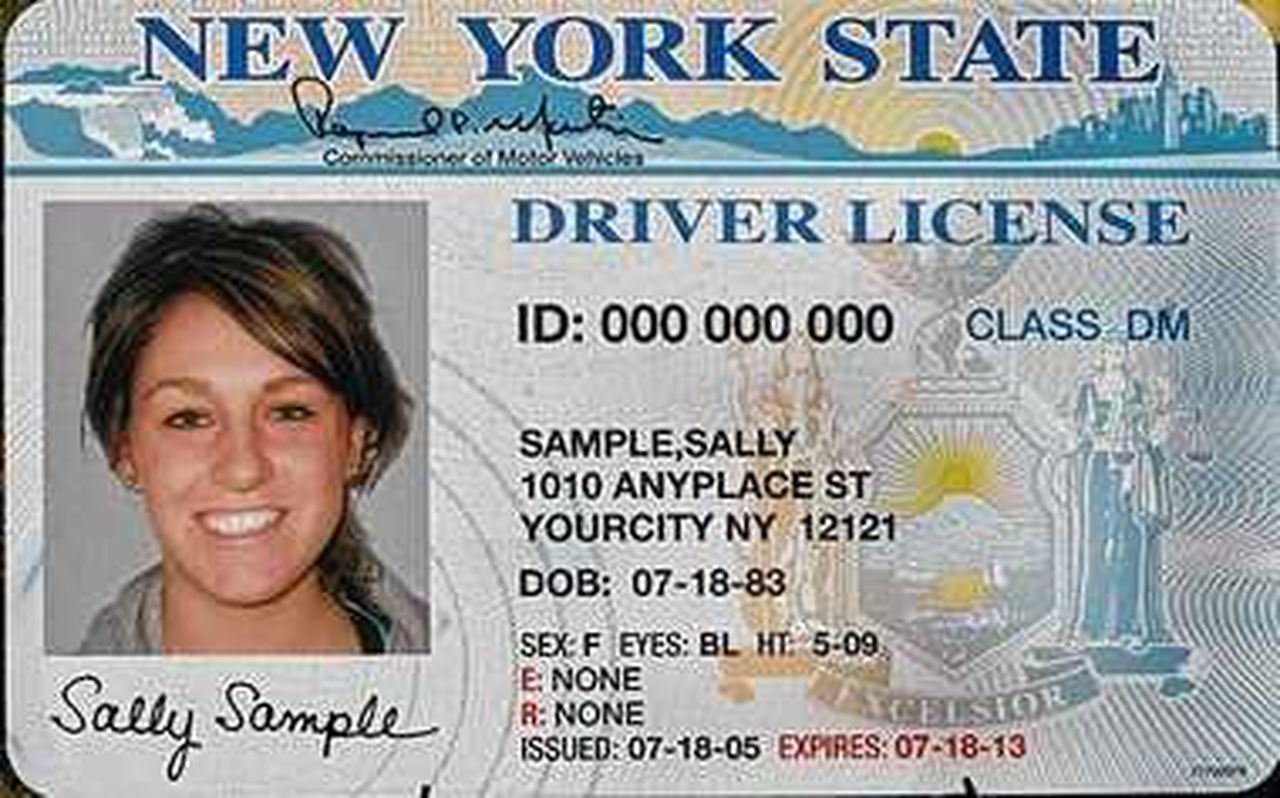 NEW YORK STATE
Commissioner of Motor Vehicles
DRIVER LICENSE
ID: 000 000 000 CLASS DM
SAMPLE,SALLY
1010 ANYPLACE ST
YOURCITY NY 12121
DOB: 07-18-83
SEX: F EYES: BL HT: 5-09
E: NONE
R: NONE
EXCELSIOR
ISSUED: 07-18-05 EXPIRES: 07-18-13
Sally Sample